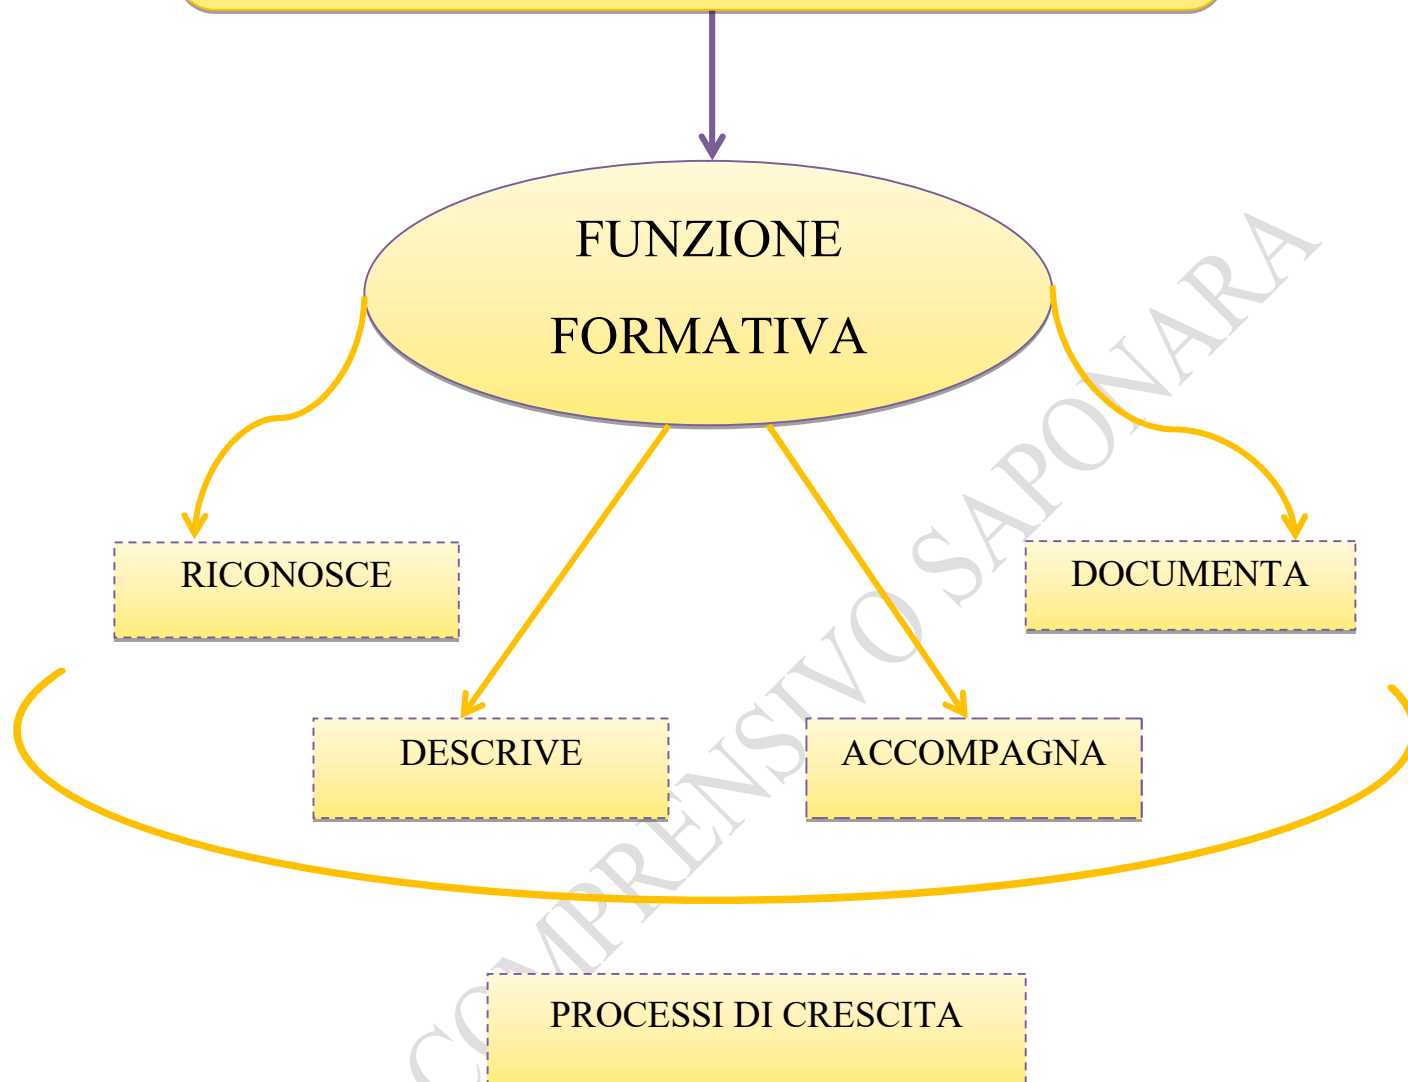 FUNZIONE
FORMATIVA
RICONOSCE
DOCUMENTA
DESCRIVE
ACCOMPAGNA
PROCESSI DI CRESCITA
COMPRENSIVO SAPONARA